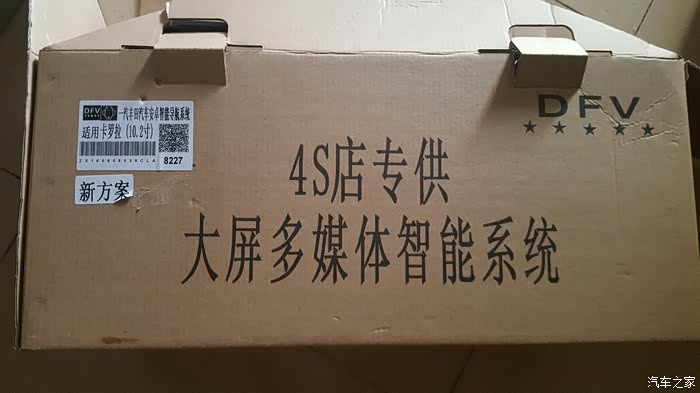 DFV 一汽丰田汽车安卓智能导航系统
适用卡罗拉(10.2寸)
8227
新方案
DFV
★★★★★
4S店专供
大屏多媒体智能系统
汽车之家